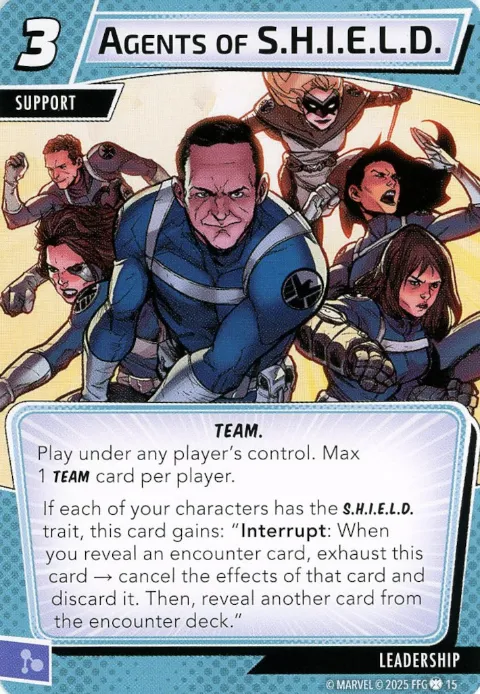 3
AGENTS OF S.H.I.E.L.D.
SUPPORT
TEAM.
Play under any player's control. Max
1 TEAM card per player.
If each of your characters has the S.H.I.E.L.D.
trait, this card gains: “Interrupt: When
you reveal an encounter card, exhaust this
card → cancel the effects of that card and
discard it. Then, reveal another card from
the encounter deck.”
LEADERSHIP
© MARVEL © 2025 FFG 15